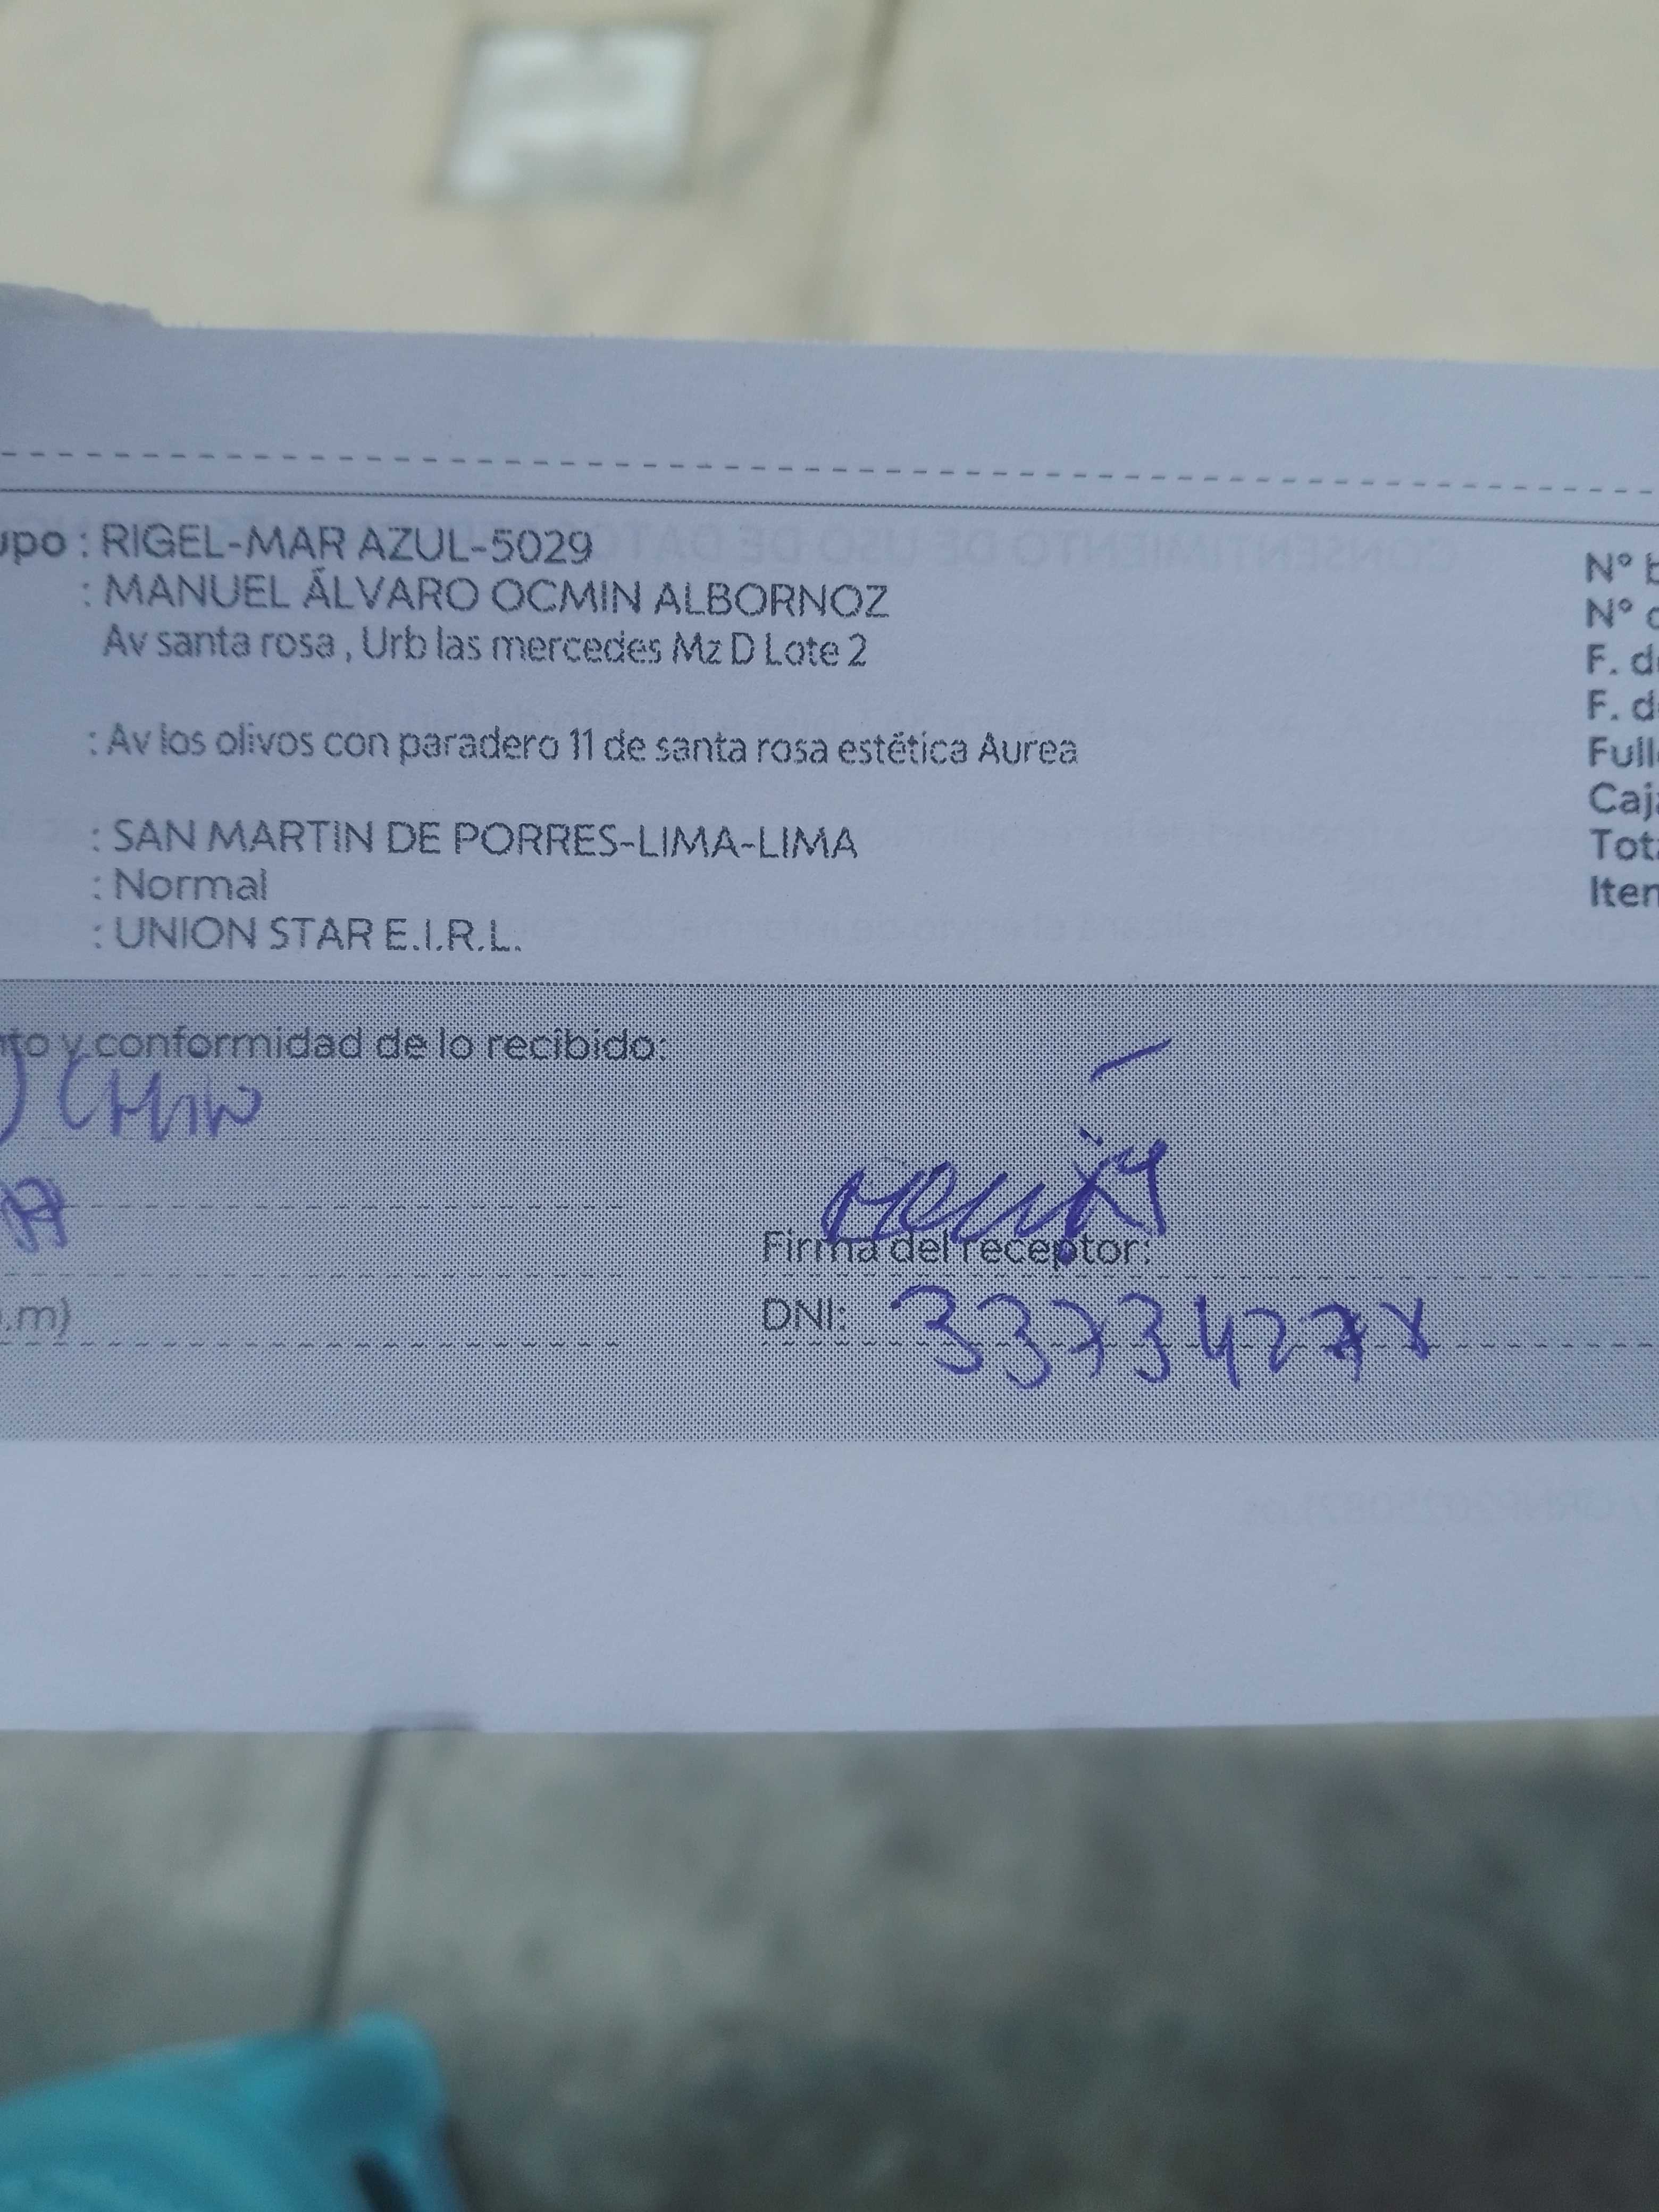 upo : RIGEL-MAR AZUL-5029
: MANUEL ÁLVARO OCMIN ALBORNOZ
Av santa rosa , Urb las mercedes Mz D Lote 2
: Av los olivos con paradero 11 de santa rosa estética Aurea
: SAN MARTIN DE PORRES-LIMA-LIMA
: Normal
: UNION STAR E.I.R.L.
N° b
N°
F. d
F. d
Full
Caj
Tot
Iten
nto y conformidad de lo recibido:
Ocmin
Firma del receptor:
.m)
DNI: